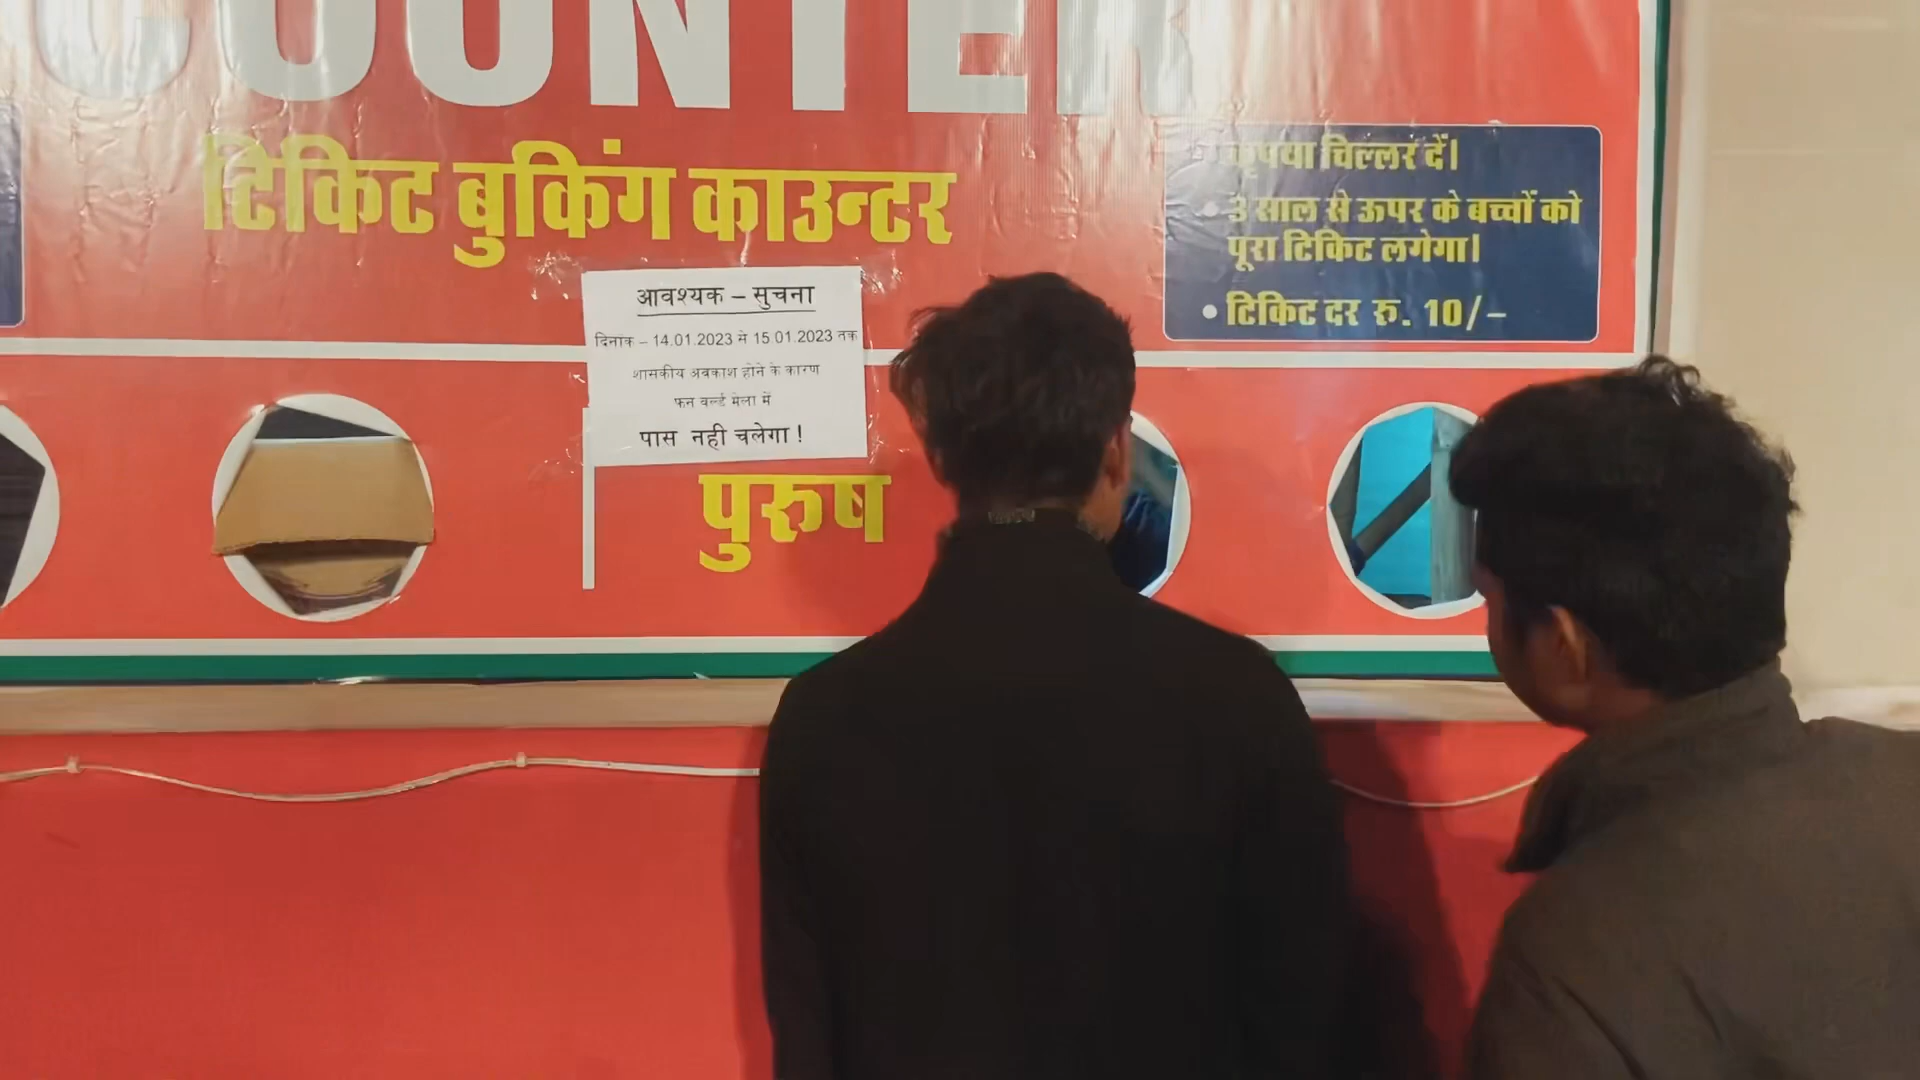 COUNTER
टिकिट बुकिंग काउन्टर
कृपया चिल्लर दें।
• 3 साल से ऊपर के बच्चों को
पूरा टिकिट लगेगा।
• टिकिट दर रू. 10/–
आवश्यक – सुचना
दिनांक – 14.01.2023 से 15.01.2023 तक
शासकीय अवकाश होने के कारण
फन वर्ल्ड मेला में
पास नही चलेगा !
पुरुष